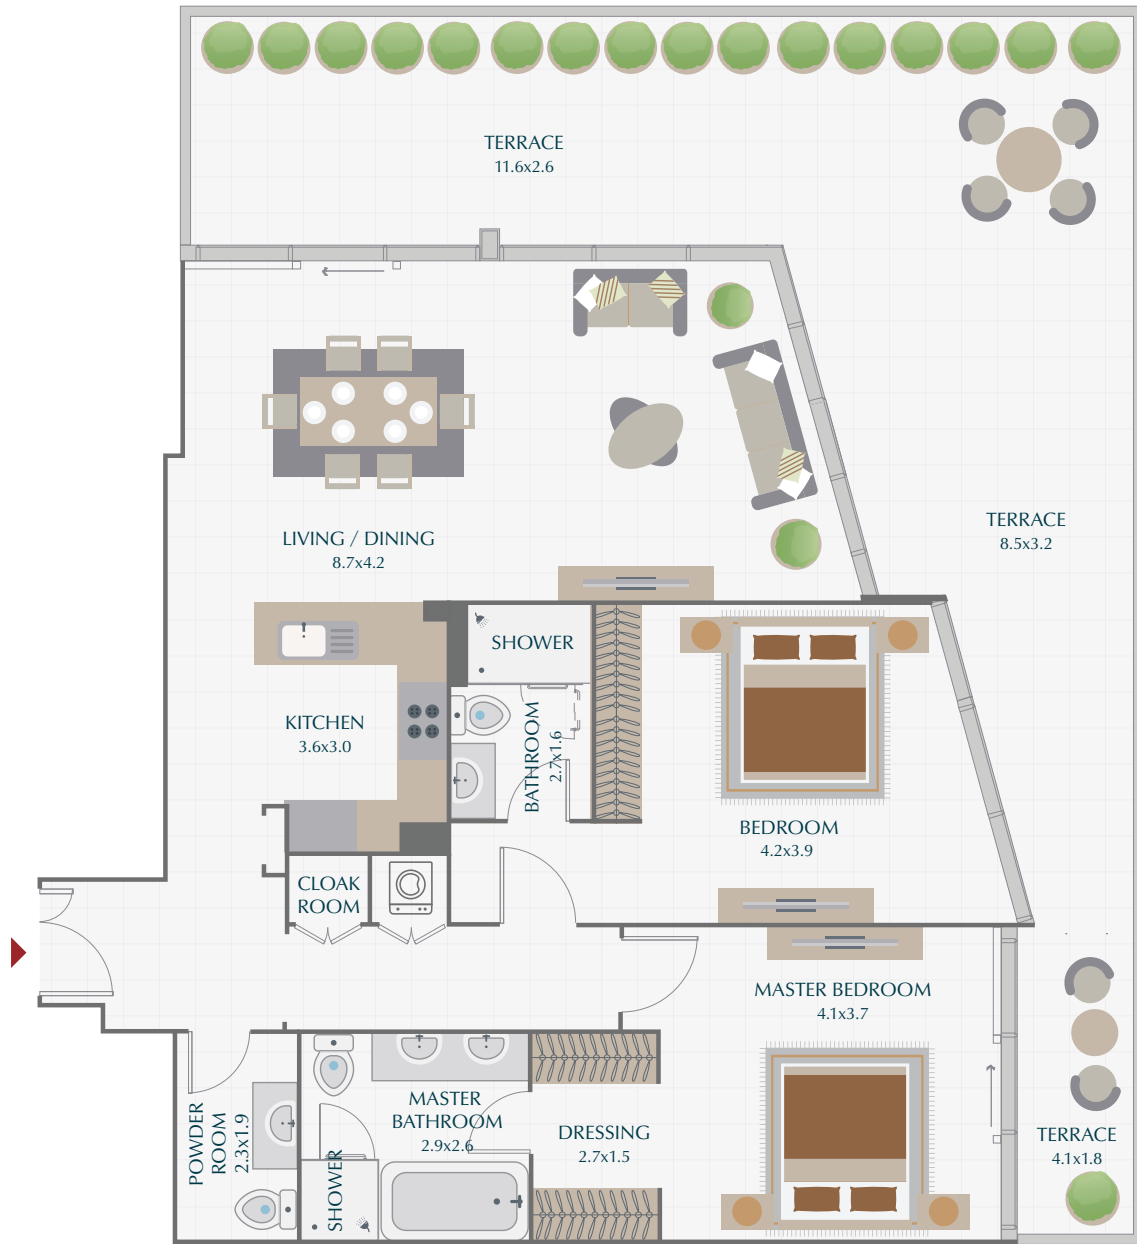 TERRACE
11.6x2.6
TERRACE
8.5x3.2
LIVING / DINING
8.7x4.2
SHOWER
KITCHEN
3.6x3.0
BATHROOM
2.7x1.6
BEDROOM
4.2x3.9
CLOAK
ROOM
MASTER BEDROOM
4.1x3.7
POWDER
ROOM
2.3x1.9
MASTER
BATHROOM
2.9x2.6
SHOWER
DRESSING
2.7x1.5
TERRACE
4.1x1.8